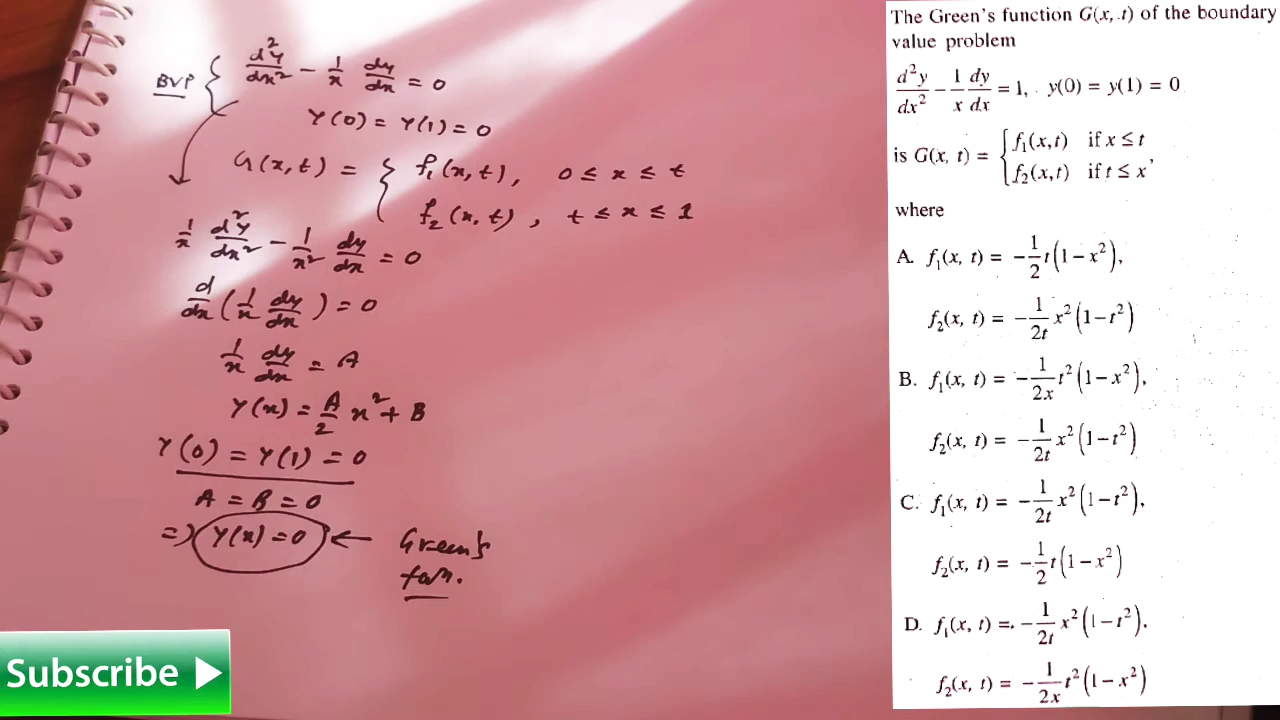 BVP { d²y/dx² - 1/x dy/dx = 0
Y(0) = Y(1) = 0
G(x,t) = { f₁(x,t), 0 ≤ x ≤ t
f₂(x,t), t ≤ x ≤ 1
1/x d²y/dx² - 1/x² dy/dx = 0
d/dx (1/x dy/dx) = 0
1/x dy/dx = A
Y(x) = A/2 x² + B
Y(0) = Y(1) = 0
A = B = 0
=> Y(x) = 0 ← Green's
fn.
Subscribe
The Green's function G(x, t) of the boundary
value problem
d²y/dx² - 1/x dy/dx = 1, y(0) = y(1) = 0
is G(x, t) = { f₁(x,t) if x ≤ t
f₂(x,t) if t ≤ x ,
where
A. f₁(x, t) = -1/2 t(1-x²),
f₂(x, t) = -1/2t x²(1-t²)
B. f₁(x, t) = -1/2x t²(1-x²),
f₂(x, t) = -1/2t x²(1-t²)
C. f₁(x, t) = -1/2t x²(1-t²),
f₂(x, t) = -1/2 t(1-x²)
D. f₁(x, t) = -1/2t x²(1-t²).
f₂(x, t) = -1/2x t²(1-x²)